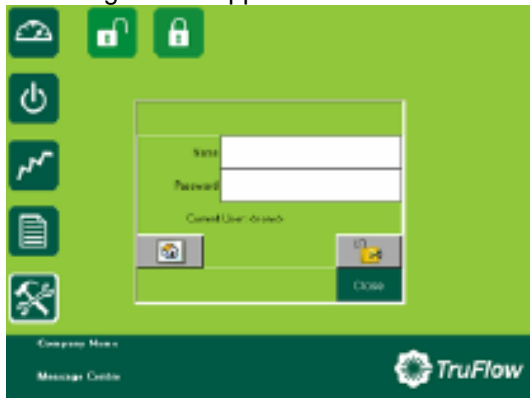 Name
Password
Current User:
Close
Company Name
Message Centre
TruFlow